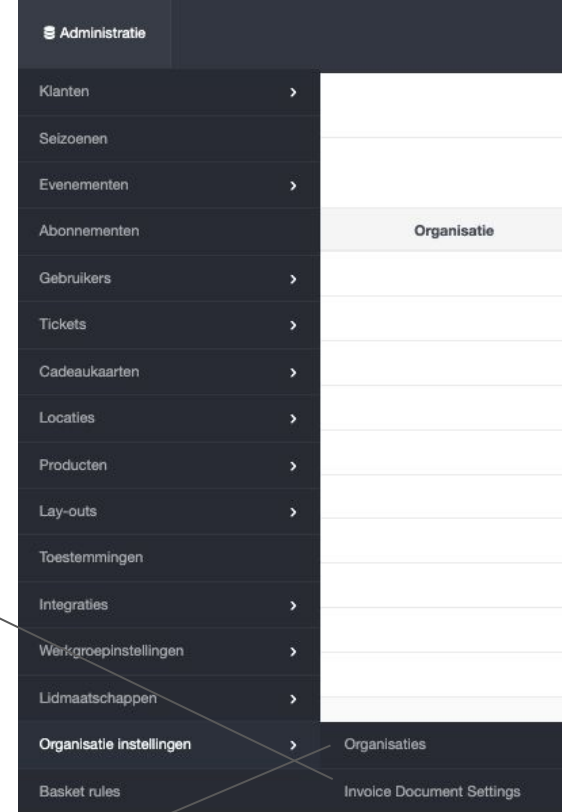 Administratie
Klanten
Seizoenen
Evenementen
Abonnementen
Organisatie
Gebruikers
Tickets
Cadeaukaarten
Locaties
Producten
Lay-outs
Toestemmingen
Integraties
Werkgroepinstellingen
Lidmaatschappen
Organisatie instellingen
Organisaties
Basket rules
Invoice Document Settings